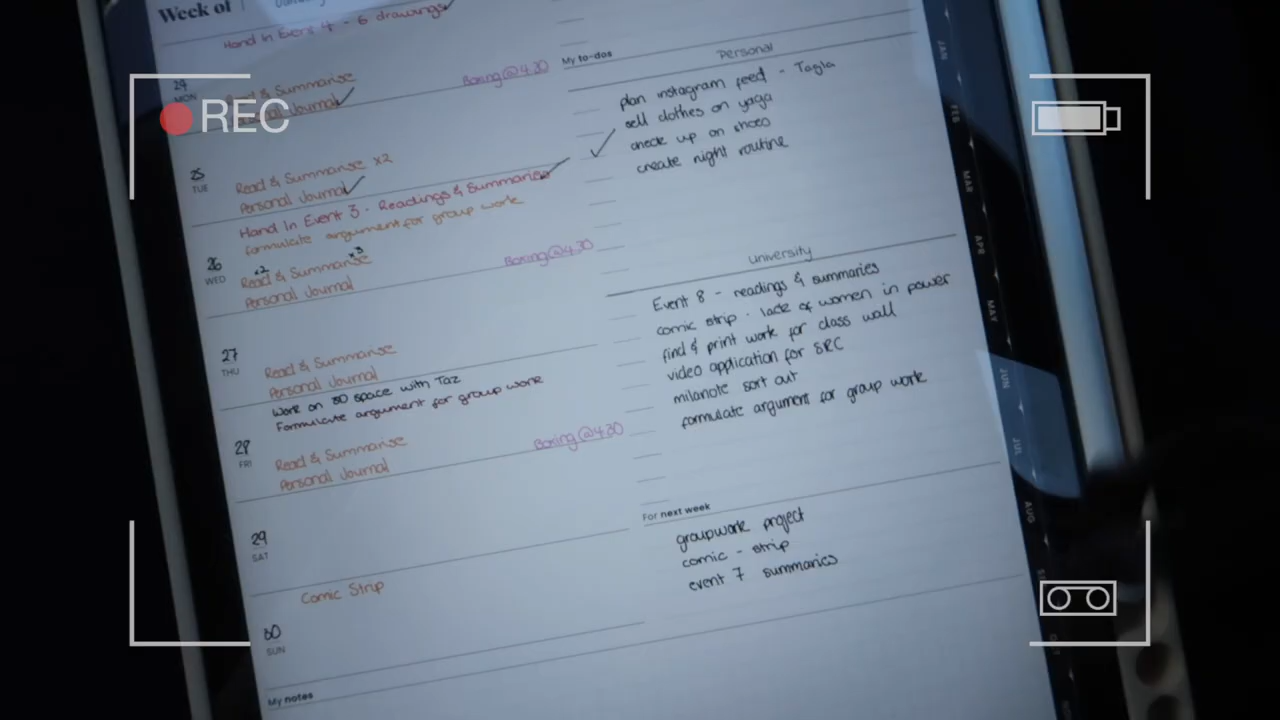 Week of
Hand In Event 4 - 6 drawings
REC
24
MON
Read & Summarise
Personal Journal
Boxing@4:30
25
TUE
Read & Summarise x2
Personal Journal
Hand In Event 3 - Readings & Summaries
formulate argument for group work
26
WED
x2
x3
Read & Summarise
Personal Journal
Boxing@4:30
27
THU
Read & Summarise
Personal Journal
Work on 3D space with Taz
Formulate argument for group work
28
FRI
Read & Summarise
Personal Journal
Boxing@4:30
29
SAT
Comic Strip
30
SUN
My notes
My to-dos
Personal
plan instagram feed - Tayla
sell clothes on yaga
check up on shoes
create night routine
university
Event 8 - readings & summaries
comic strip - lack of women in power
find & print work for class wall
video application for SRC
milanote sort out
formulate argument for group work
For next week
groupwork project
comic - strip
event 7 summaries
JAN
FEB
MAR
APR
MAY
JUN
JUL
AUG